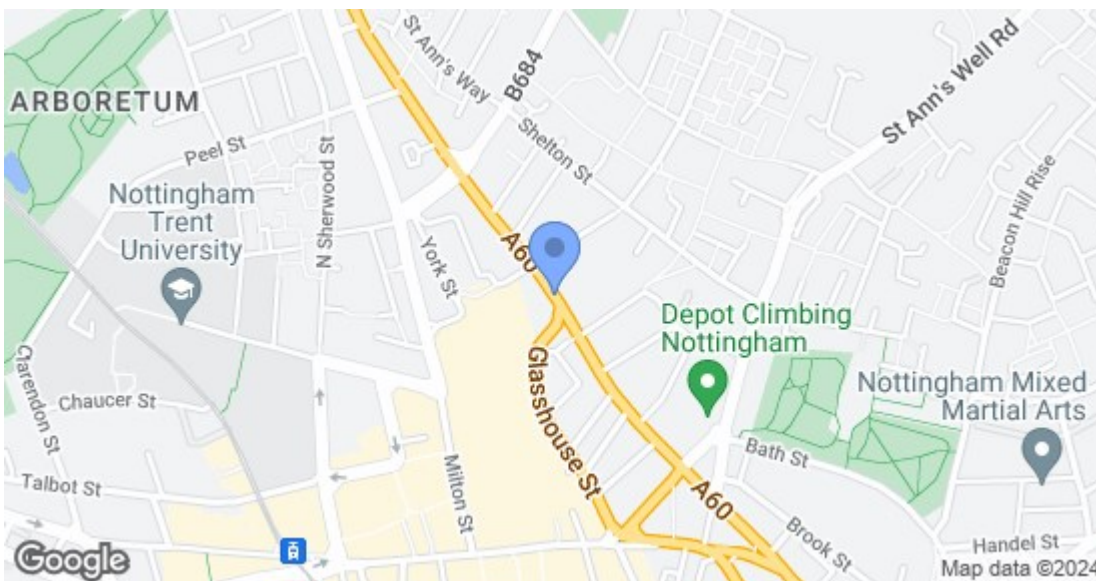 St Ann's Way
B684
St Ann's Well Rd
ARBORETUM
Peel St
N Sherwood St
Shelton St
Beacon Hill Rise
Nottingham
Trent
University
York St
A60
Depot Climbing
Nottingham
Clarendon St
Chaucer St
Glasshouse St
Nottingham Mixed
Martial Arts
Talbot St
Milton St
Bath St
A60
Brook St
Handel St
Google
Map data ©2024